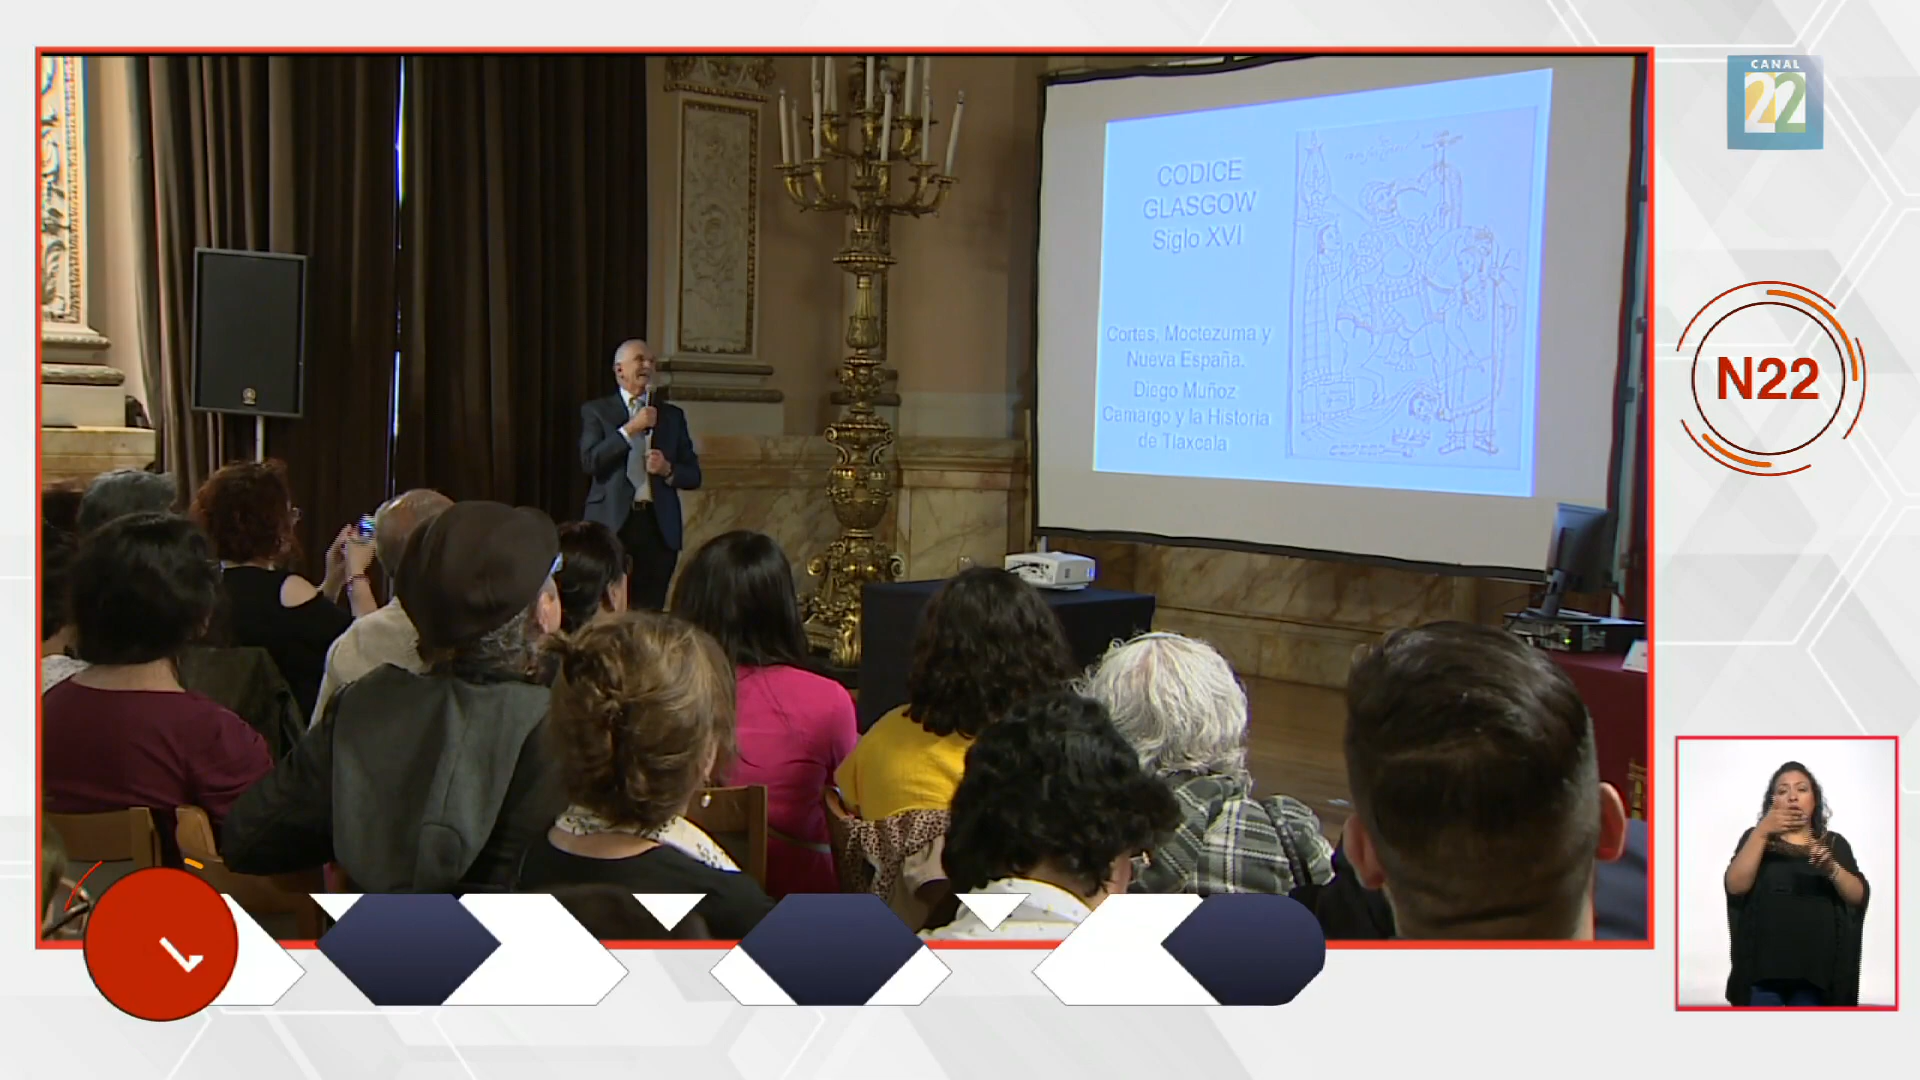 CANAL
22
CODICE
GLASGOW
Siglo XVI
Cortes, Moctezuma y
Nueva España.
Diego Muñoz
Camargo y la Historia
de Tlaxcala
N22